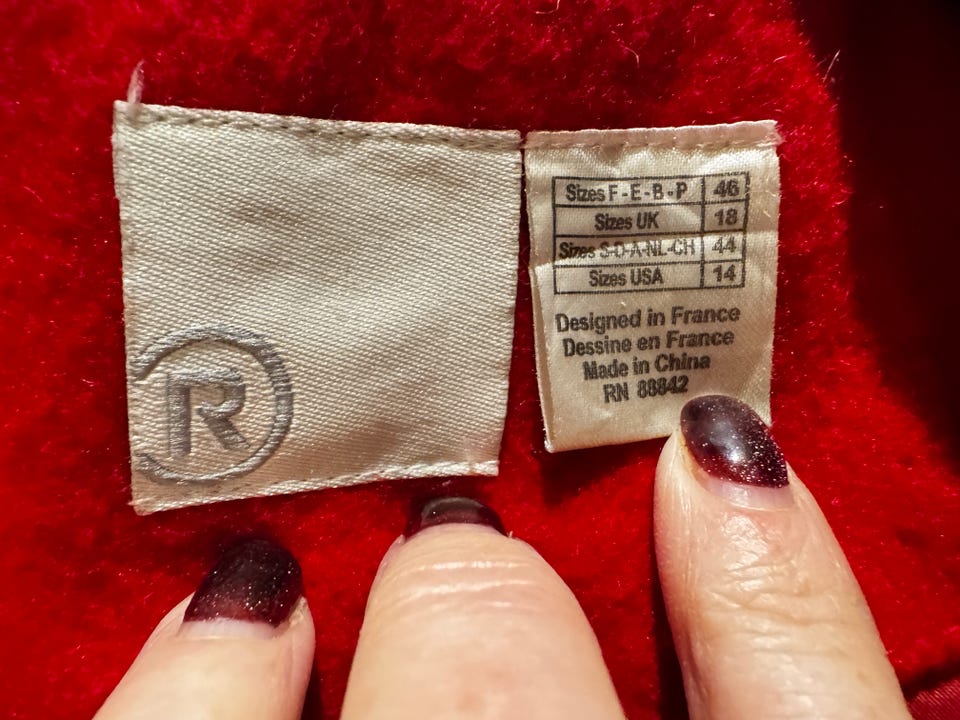 R
Sizes F-E-B-P 46
Sizes UK 18
Sizes S-D-A-NL-CH 44
Sizes USA 14
Designed in France
Dessine en France
Made in China
RN 88842